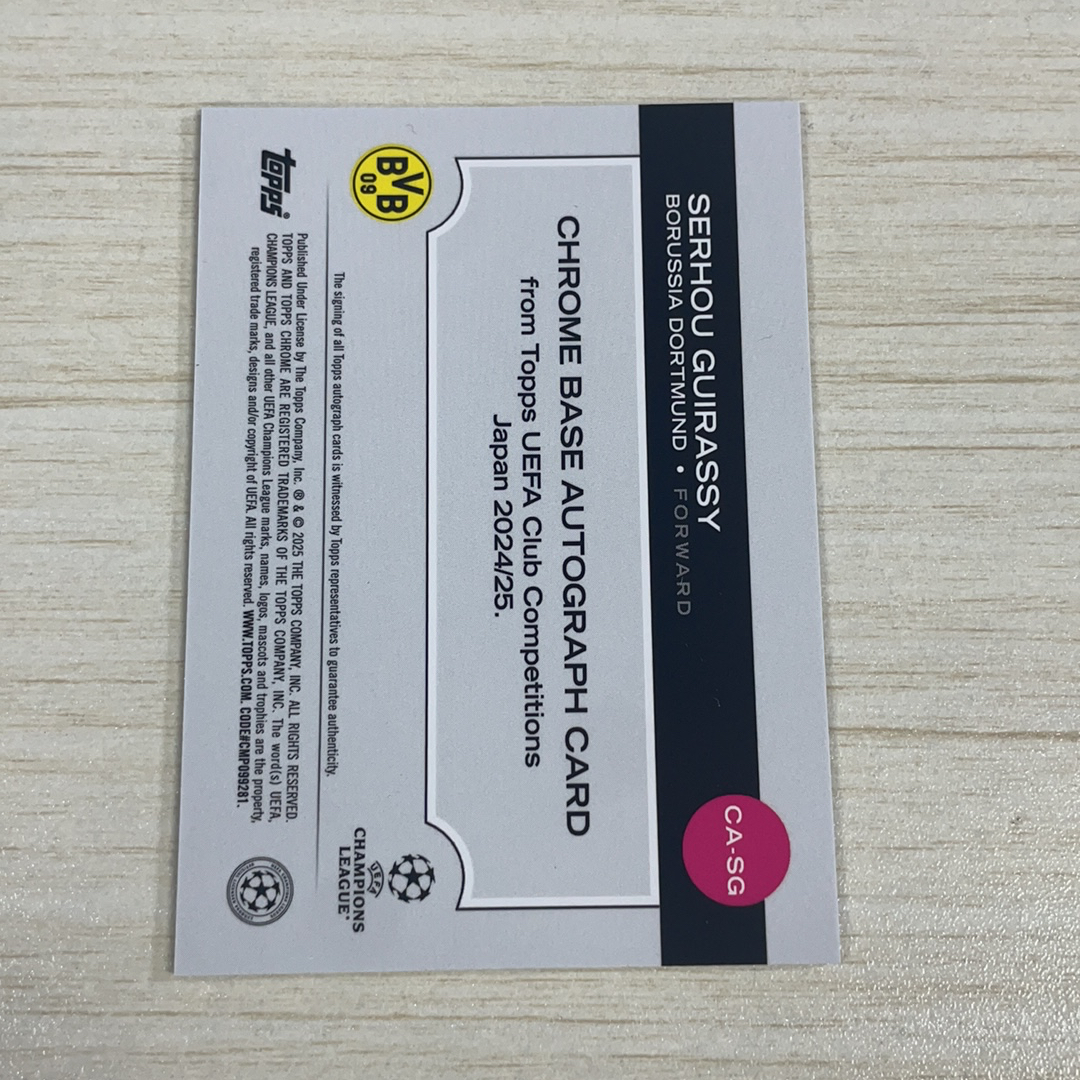 SERHOU GUIRASSY
BORUSSIA DORTMUND • FORWARD
CA-SG
CHROME BASE AUTOGRAPH CARD
from Topps UEFA Club Competitions
Japan 2024/25.
BVB
09
UEFA
CHAMPIONS
LEAGUE®
The signing of all Topps autograph cards is witnessed by Topps representatives to guarantee authenticity.
topps®
Published Under License by The Topps Company, Inc. ® & © 2025 THE TOPPS COMPANY, INC. ALL RIGHTS RESERVED.
TOPPS AND TOPPS CHROME ARE REGISTERED TRADEMARKS OF THE TOPPS COMPANY, INC. The word(s) UEFA,
CHAMPIONS LEAGUE, and all other UEFA Champions League marks, names, logos, mascots and trophies are the property,
registered trade marks, designs and/or copyright of UEFA. All rights reserved. WWW.TOPPS.COM. CODE#CMP099281.